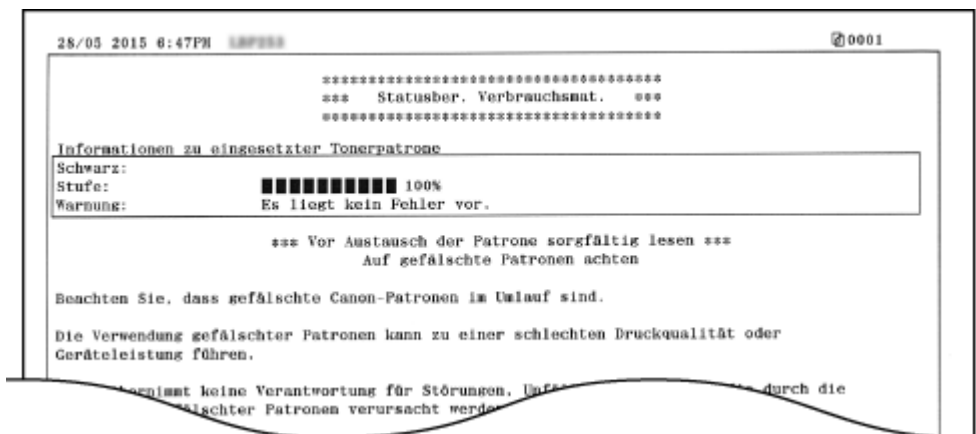 28/05 2015 6:47PM 0001
************************************
*** Statusber. Verbrauchsmat. ***
************************************
Informationen zu eingesetzter Tonerpatrone
Schwarz:
Stufe: 100%
Warnung: Es liegt kein Fehler vor.
*** Vor Austausch der Patrone sorgfältig lesen ***
Auf gefälschte Patronen achten
Beachten Sie, dass gefälschte Canon-Patronen im Umlauf sind.
Die Verwendung gefälschter Patronen kann zu einer schlechten Druckqualität oder
Geräteleistung führen.
keine Verantwortung für Störungen, durch die
Patronen verursacht